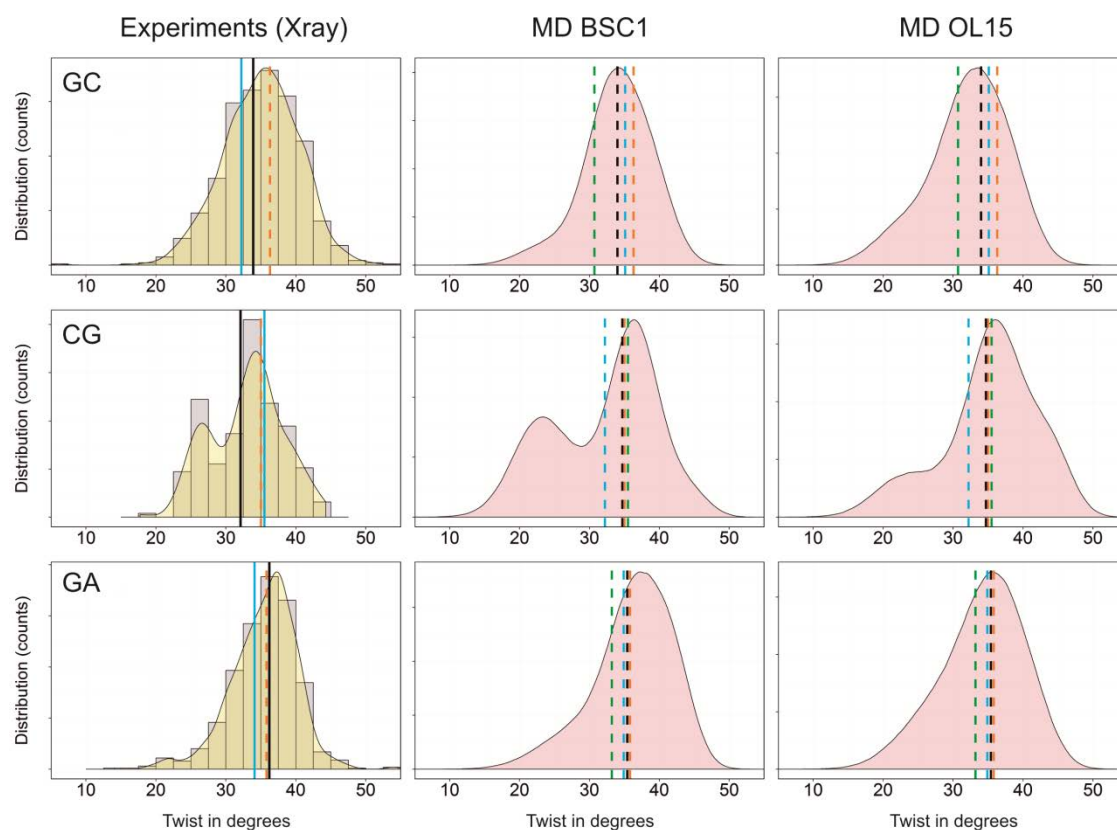 Experiments (Xray) MD BSC1 MD OL15
GC
Distribution (counts)
10 20 30 40 50 10 20 30 40 50 10 20 30 40 50
CG
Distribution (counts)
10 20 30 40 50 10 20 30 40 50 10 20 30 40 50
GA
Distribution (counts)
10 20 30 40 50 10 20 30 40 50 10 20 30 40 50
Twist in degrees Twist in degrees Twist in degrees